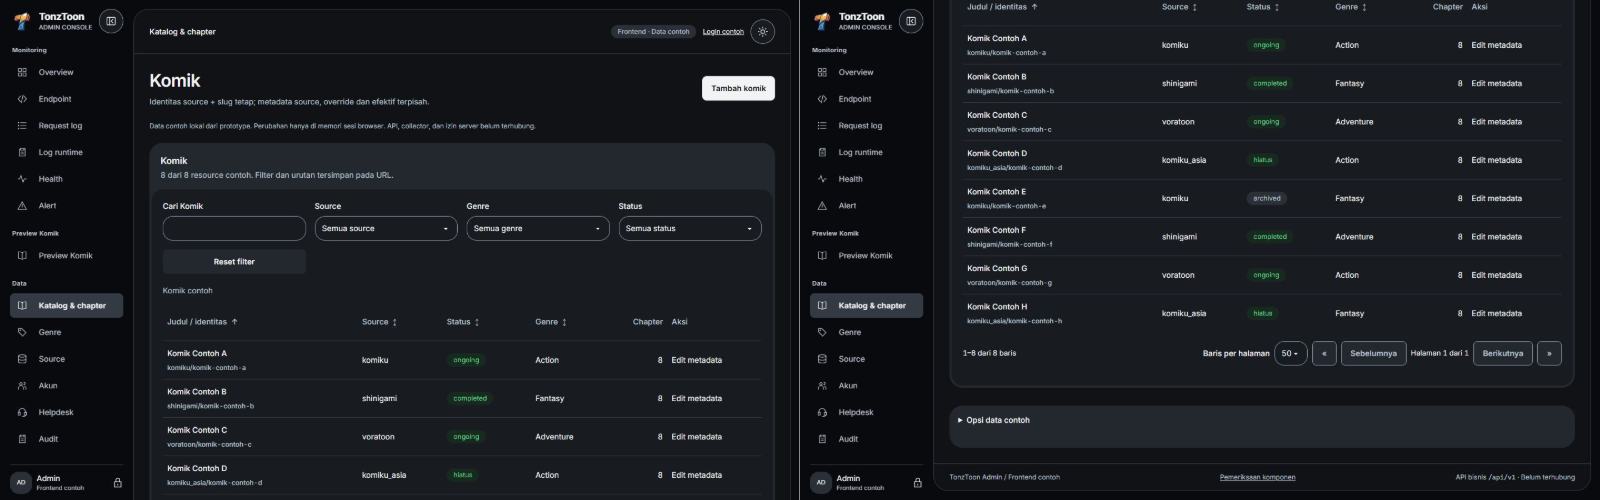 TonzToon
ADMIN CONSOLE
Monitoring
Overview
Endpoint
Request log
Log runtime
Health
Alert
Preview Komik
Preview Komik
Data
Katalog & chapter
Genre
Source
Akun
Helpdesk
Audit
AD
Admin
Frontend contoh
Katalog & chapter
Frontend · Data contoh
Login contoh
Komik
Identitas source + slug tetap; metadata source, override dan efektif terpisah.
Tambah komik
Data contoh lokal dari prototype. Perubahan hanya di memori sesi browser. API, collector, dan izin server belum terhubung.
Komik
8 dari 8 resource contoh. Filter dan urutan tersimpan pada URL.
Cari Komik Source Genre Status
Semua source Semua genre Semua status
Reset filter
Komik contoh
Judul / identitas ↑ Source ↕ Status ↕ Genre ↕ Chapter Aksi
Komik Contoh A
komiku/komik-contoh-a
komiku ongoing Action 8 Edit metadata
Komik Contoh B
shinigami/komik-contoh-b
shinigami completed Fantasy 8 Edit metadata
Komik Contoh C
voratoon/komik-contoh-c
voratoon ongoing Adventure 8 Edit metadata
Komik Contoh D
komiku_asia/komik-contoh-d
komiku_asia hiatus Action 8 Edit metadata
TonzToon
ADMIN CONSOLE
Monitoring
Overview
Endpoint
Request log
Log runtime
Health
Alert
Preview Komik
Preview Komik
Data
Katalog & chapter
Genre
Source
Akun
Helpdesk
Audit
AD
Admin
Frontend contoh
Judul / identitas ↑ Source ↕ Status ↕ Genre ↕ Chapter Aksi
Komik Contoh A
komiku/komik-contoh-a
komiku ongoing Action 8 Edit metadata
Komik Contoh B
shinigami/komik-contoh-b
shinigami completed Fantasy 8 Edit metadata
Komik Contoh C
voratoon/komik-contoh-c
voratoon ongoing Adventure 8 Edit metadata
Komik Contoh D
komiku_asia/komik-contoh-d
komiku_asia hiatus Action 8 Edit metadata
Komik Contoh E
komiku/komik-contoh-e
komiku archived Fantasy 8 Edit metadata
Komik Contoh F
shinigami/komik-contoh-f
shinigami completed Adventure 8 Edit metadata
Komik Contoh G
voratoon/komik-contoh-g
voratoon ongoing Action 8 Edit metadata
Komik Contoh H
komiku_asia/komik-contoh-h
komiku_asia hiatus Fantasy 8 Edit metadata
1–8 dari 8 baris
Baris per halaman 50 « Sebelumnya Halaman 1 dari 1 Berikutnya »
Opsi data contoh
TonzToon Admin / Frontend contoh
Pemeriksaan komponen
API bisnis /api/v1 · Belum terhubung